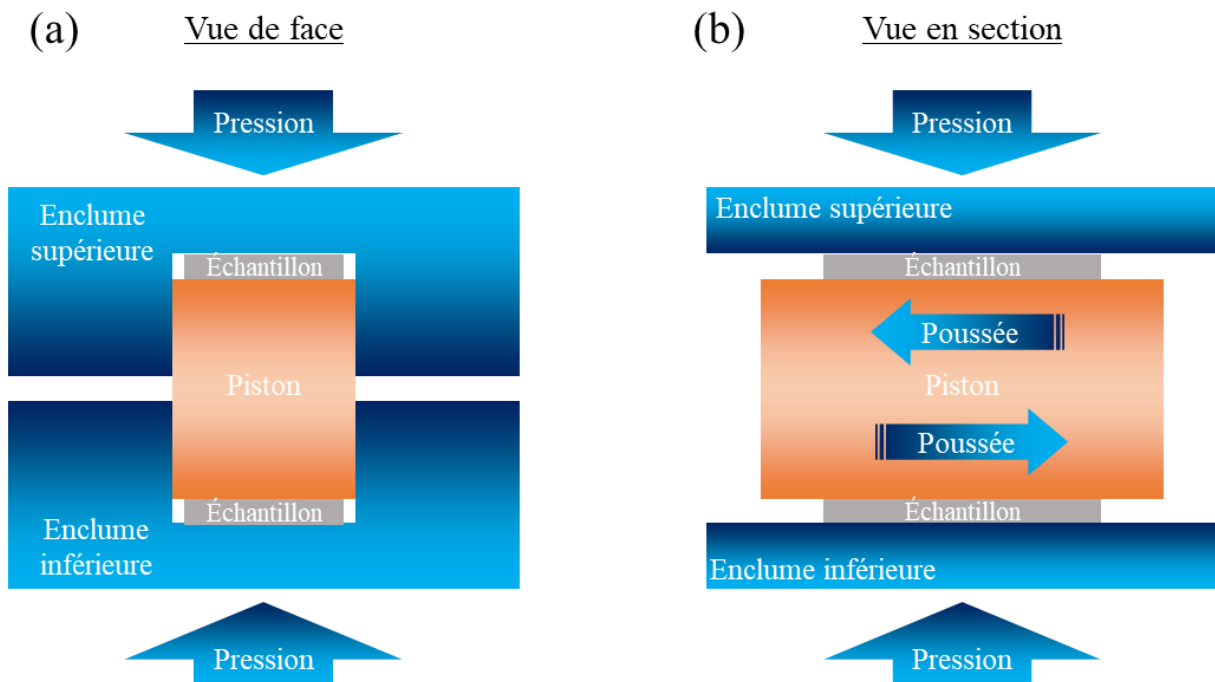 (a)
Vue de face
Pression
Enclume
supérieure
Échantillon
Piston
Échantillon
Enclume
inférieure
Pression
(b)
Vue en section
Pression
Enclume supérieure
Échantillon
Poussée
Piston
Poussée
Échantillon
Enclume inférieure
Pression